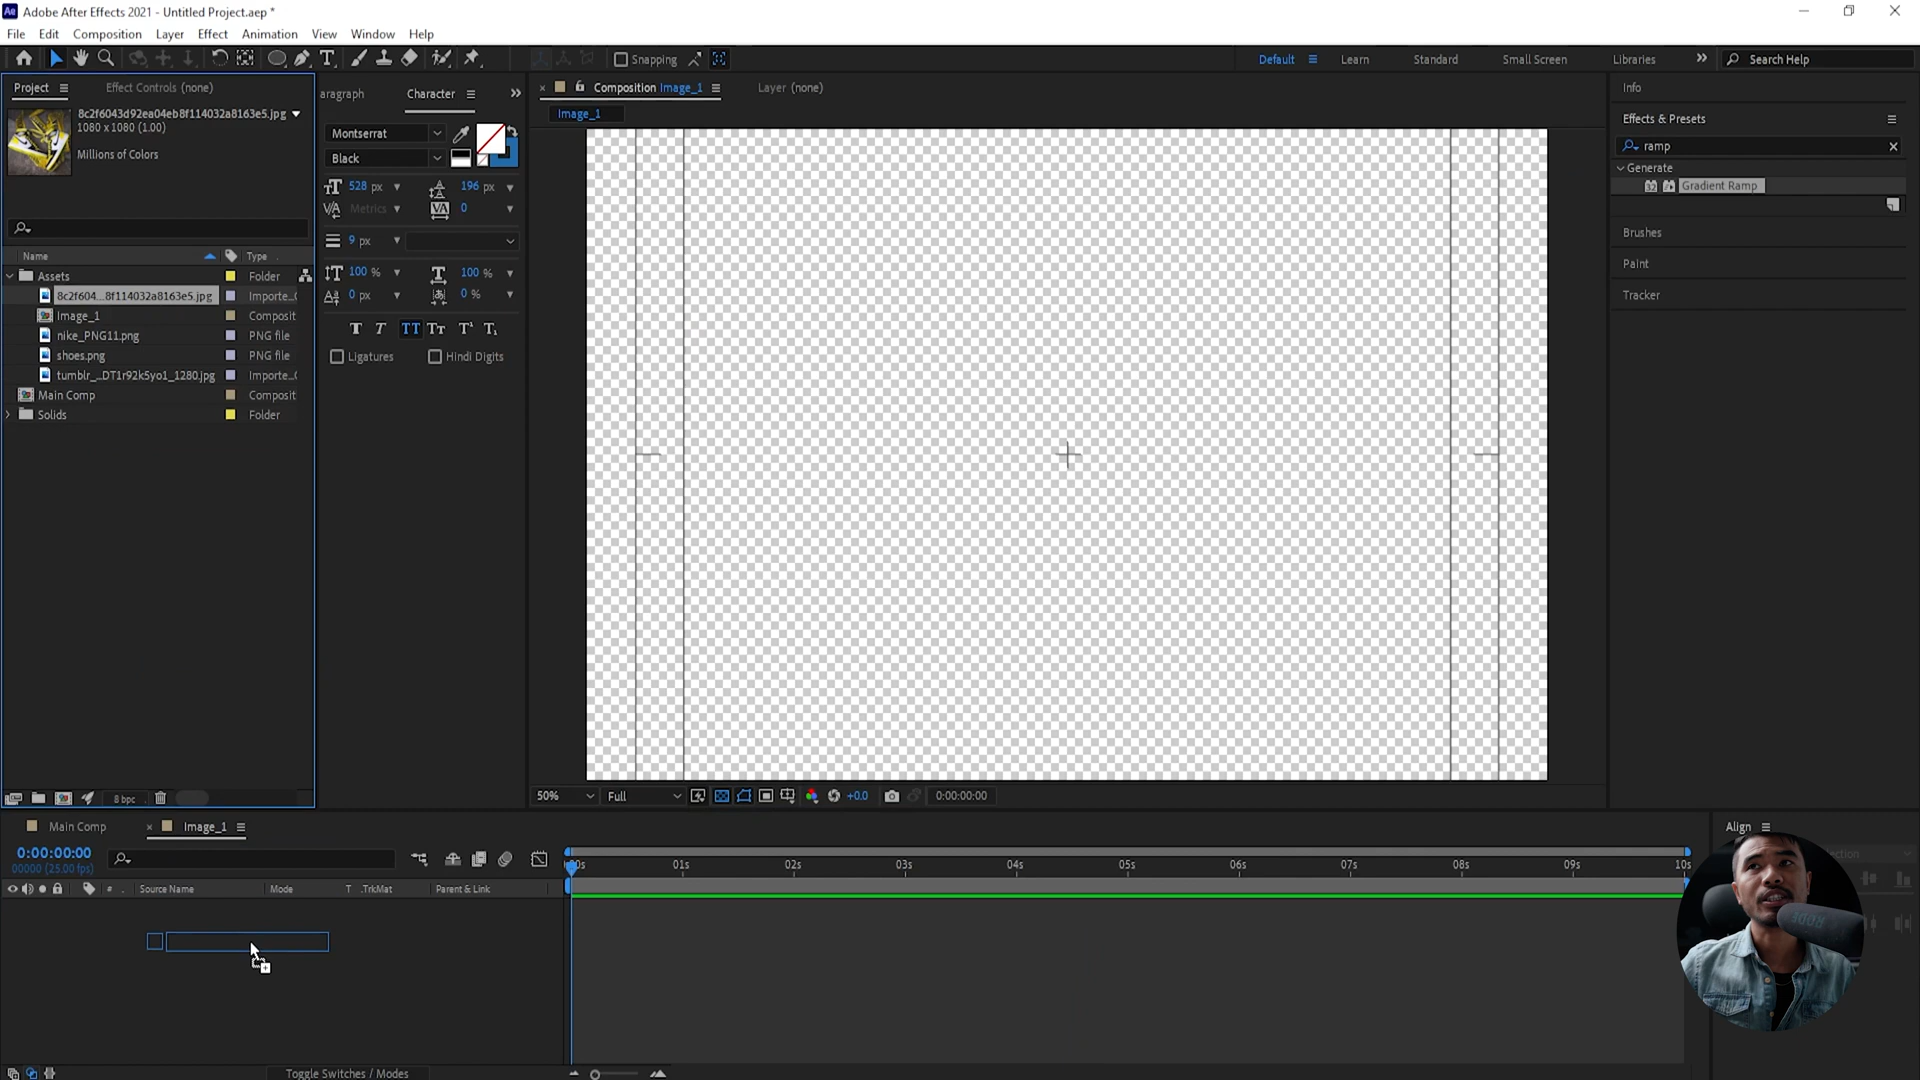 Ae Adobe After Effects 2021 - Untitled Project.aep *
File Edit Composition Layer Effect Animation View Window Help
Snapping Default Learn Standard Small Screen Libraries Search Help
Project Effect Controls (none)
8c2f6043d92ea04eb8f114032a8163e5.jpg
1080 x 1080 (1.00)
Millions of Colors
Name Type
Assets Folder
8c2f604...8f114032a8163e5.jpg Importe...
Image_1 Composit
nike_PNG11.png PNG file
shoes.png PNG file
tumblr_...DT1r92k5yo1_1280.jpg Importe...
Main Comp Composit
Solids Folder
8 bpc
aragraph Character
Montserrat
Black
528 px 196 px
Metrics 0
9 px
100 % 100 %
0 px 0 %
Ligatures Hindi Digits
Composition Image_1 Layer (none)
Image_1
50% Full +0.0 0:00:00:00
Info
Effects & Presets
ramp
Generate
Gradient Ramp
Brushes
Paint
Tracker
Main Comp Image_1
0:00:00:00
00000 (25.00 fps)
# Source Name Mode T .TrkMat Parent & Link
:00s 01s 02s 03s 04s 05s 06s 07s 08s 09s 10s
Toggle Switches / Modes
Align
RODE